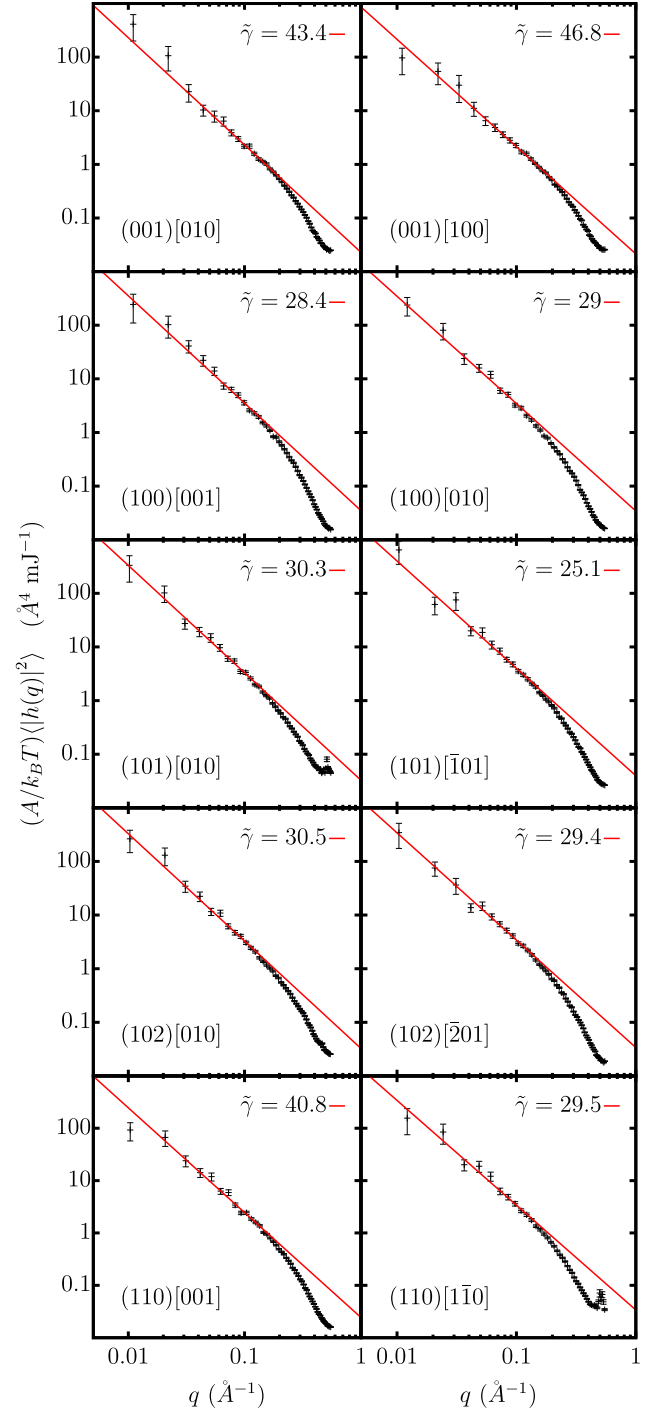 γ̃ = 43.4
100
10
1
0.1
(001)[010]
γ̃ = 46.8
(001)[100]
γ̃ = 28.4
100
10
1
0.1
(100)[001]
γ̃ = 29
(100)[010]
(A/k_BT)⟨|h(q)|²⟩ (Å⁴ mJ⁻¹)
γ̃ = 30.3
100
10
1
0.1
(101)[010]
γ̃ = 25.1
(101)[1̅01]
γ̃ = 30.5
100
10
1
0.1
(102)[010]
γ̃ = 29.4
(102)[2̅01]
γ̃ = 40.8
100
10
1
0.1
(110)[001]
γ̃ = 29.5
(110)[11̅0]
0.01 0.1 1
0.01 0.1 1
q (Å⁻¹)
q (Å⁻¹)